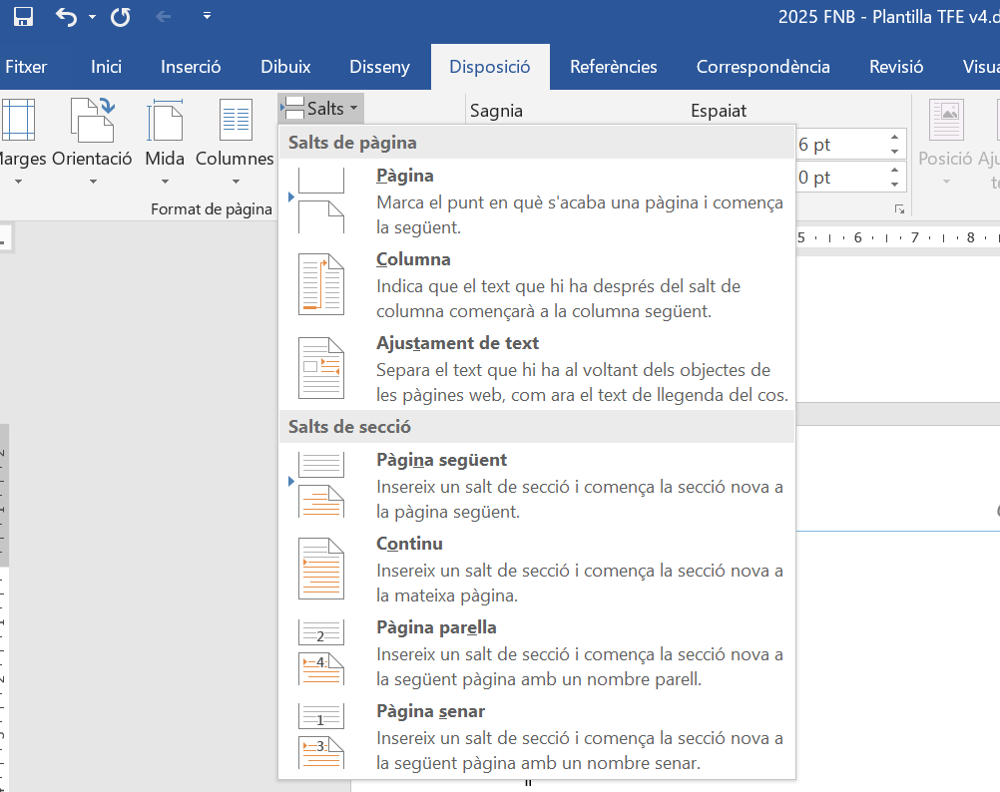 2025 FNB - Plantilla TFE v4.d
Fitxer Inici Inserció Dibuix Disseny Disposició Referències Correspondència Revisió Visua
Salts Sagnia Espaiat
Marges Orientació Mida Columnes
Format de pàgina
6 pt
0 pt
Posició Aju
te
Salts de pàgina
Pàgina
Marca el punt en què s'acaba una pàgina i comença
la següent.
Columna
Indica que el text que hi ha després del salt de
columna començarà a la columna següent.
Ajustament de text
Separa el text que hi ha al voltant dels objectes de
les pàgines web, com ara el text de llegenda del cos.
Salts de secció
Pàgina següent
Insereix un salt de secció i comença la secció nova a
la pàgina següent.
Continu
Insereix un salt de secció i comença la secció nova a
la mateixa pàgina.
Pàgina parella
2
4
Insereix un salt de secció i comença la secció nova a
la següent pàgina amb un nombre parell.
Pàgina senar
1
3
Insereix un salt de secció i comença la secció nova a
la següent pàgina amb un nombre senar.
5 6 7 8